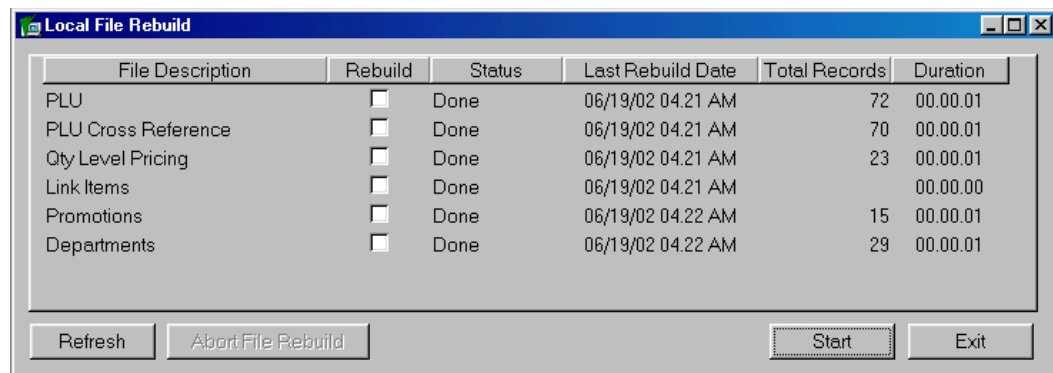 Local File Rebuild
File Description Rebuild Status Last Rebuild Date Total Records Duration
PLU Done 06/19/02 04.21 AM 72 00.00.01
PLU Cross Reference Done 06/19/02 04.21 AM 70 00.00.01
Qty Level Pricing Done 06/19/02 04.21 AM 23 00.00.01
Link Items Done 06/19/02 04.21 AM 00.00.00
Promotions Done 06/19/02 04.22 AM 15 00.00.01
Departments Done 06/19/02 04.22 AM 29 00.00.01
Refresh Abort File Rebuild Start Exit